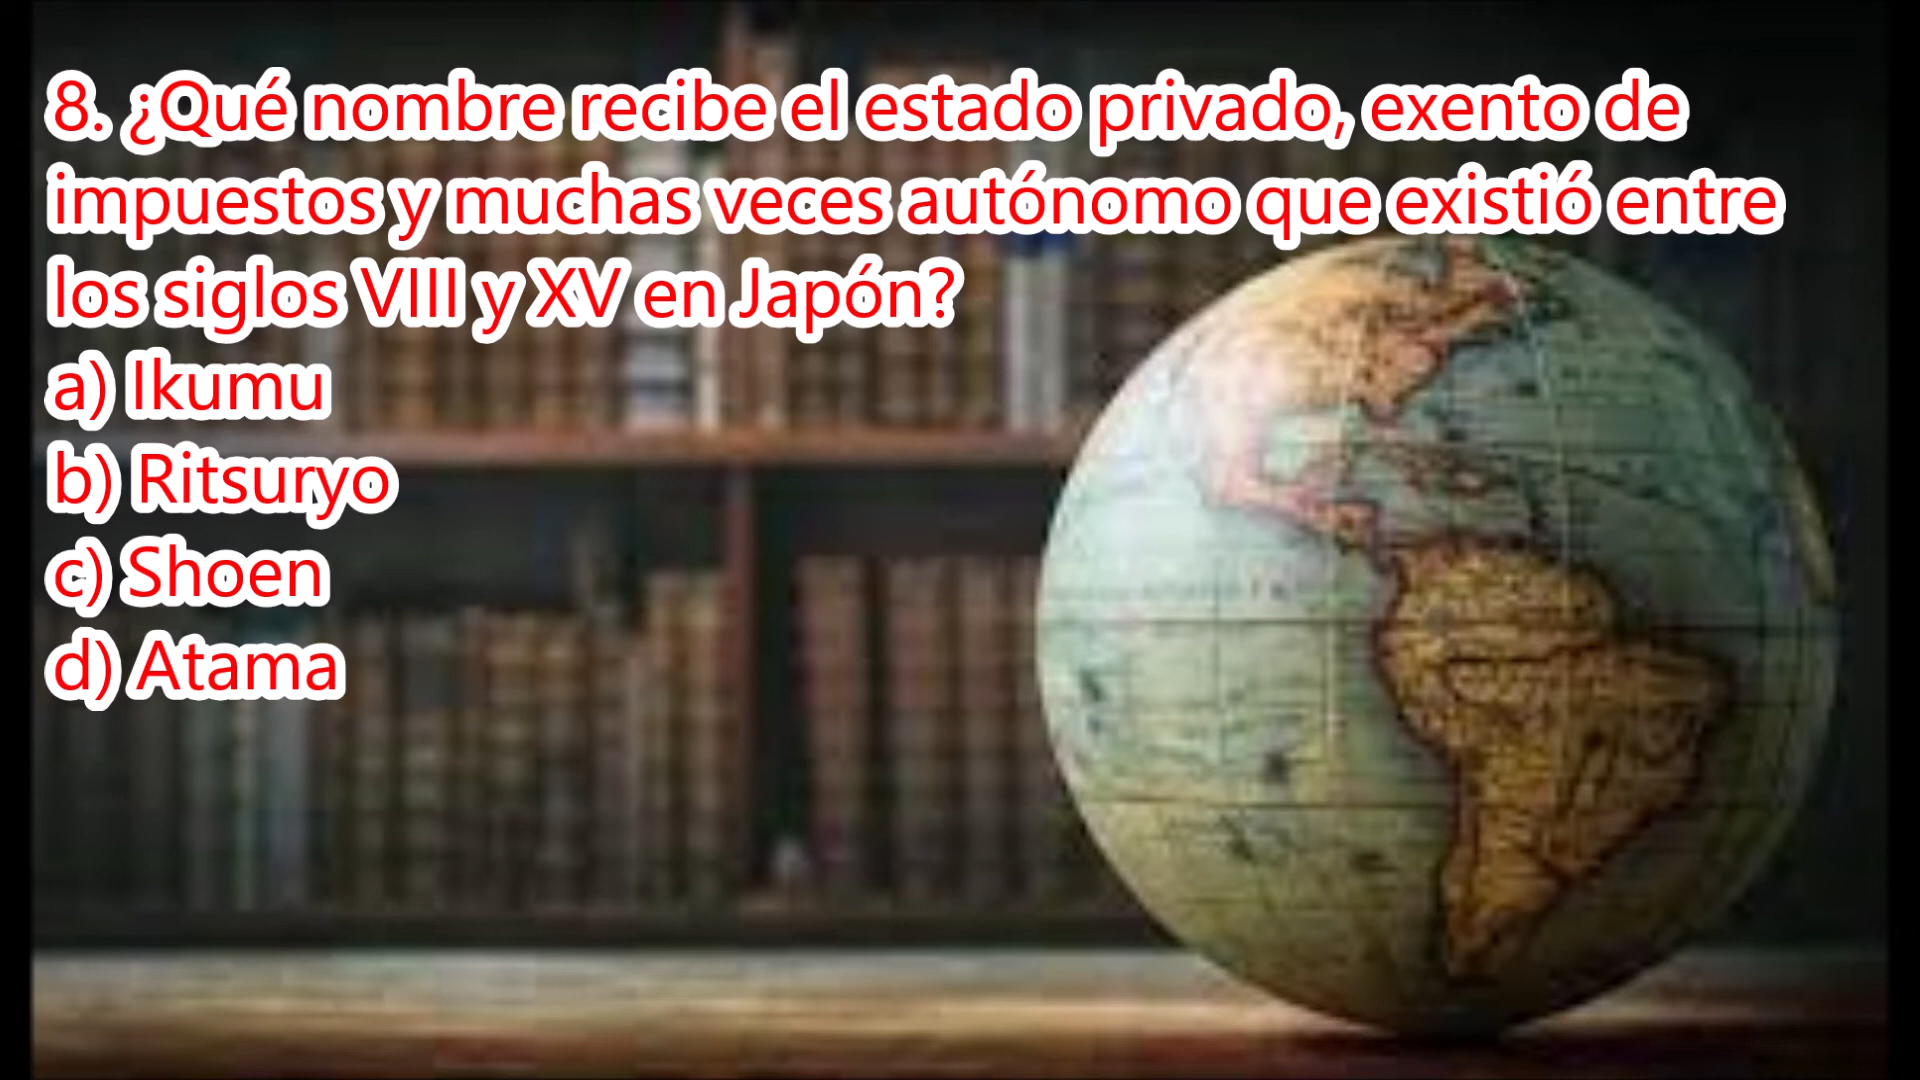 8. ¿Qué nombre recibe el estado privado, exento de
impuestos y muchas veces autónomo que existió entre
los siglos VIII y XV en Japón?
a) Ikumu
b) Ritsuryo
c) Shoen
d) Atama